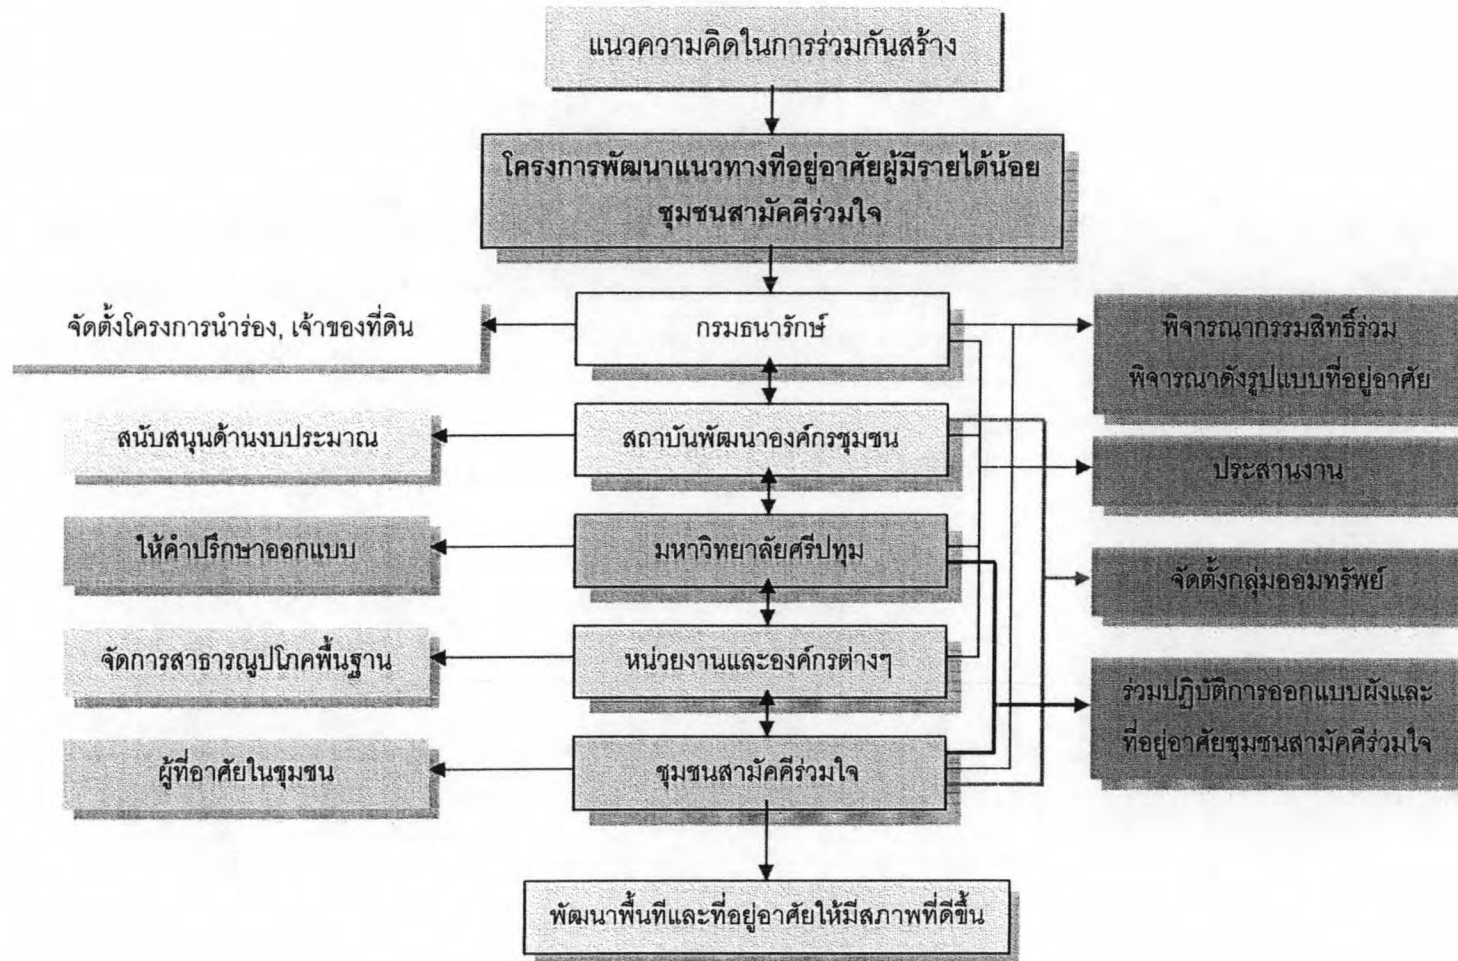 แนวความคิดในการร่วมกันสร้าง
โครงการพัฒนาแนวทางที่อยู่อาศัยผู้มีรายได้น้อย
ชุมชนสามัคคีร่วมใจ
จัดตั้งโครงการนำร่อง, เจ้าของที่ดิน
กรมธนารักษ์
พิจารณากรรมสิทธิ์ร่วม
พิจารณาดังรูปแบบที่อยู่อาศัย
สนับสนุนด้านงบประมาณ
สถาบันพัฒนาองค์กรชุมชน
ประสานงาน
ให้คำปรึกษาออกแบบ
มหาวิทยาลัยศรีปทุม
จัดตั้งกลุ่มออมทรัพย์
จัดการสาธารณูปโภคพื้นฐาน
หน่วยงานและองค์กรต่างๆ
ร่วมปฏิบัติการออกแบบผังและ
ที่อยู่อาศัยชุมชนสามัคคีร่วมใจ
ผู้ที่อาศัยในชุมชน
ชุมชนสามัคคีร่วมใจ
พัฒนาพื้นที่และที่อยู่อาศัยให้มีสภาพที่ดีขึ้น